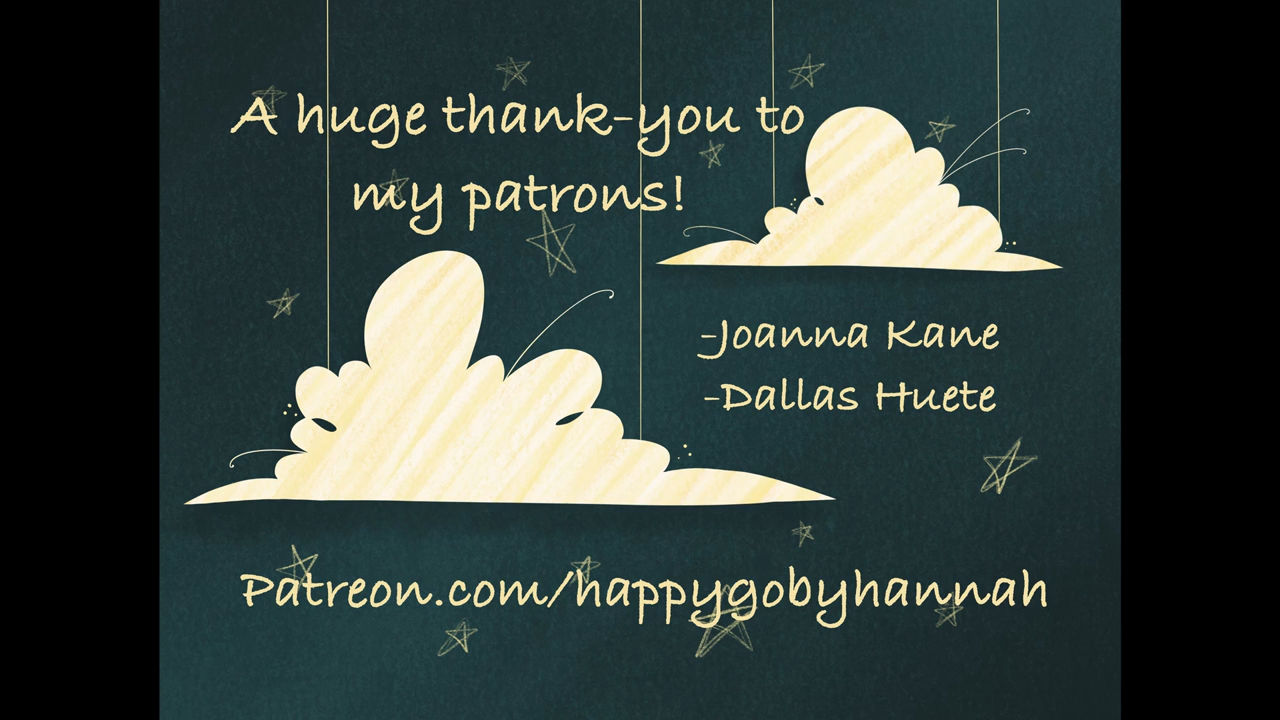 A huge thank-you to
my patrons!
-Joanna Kane
-Dallas Huete
Patreon.com/happygobyhannah